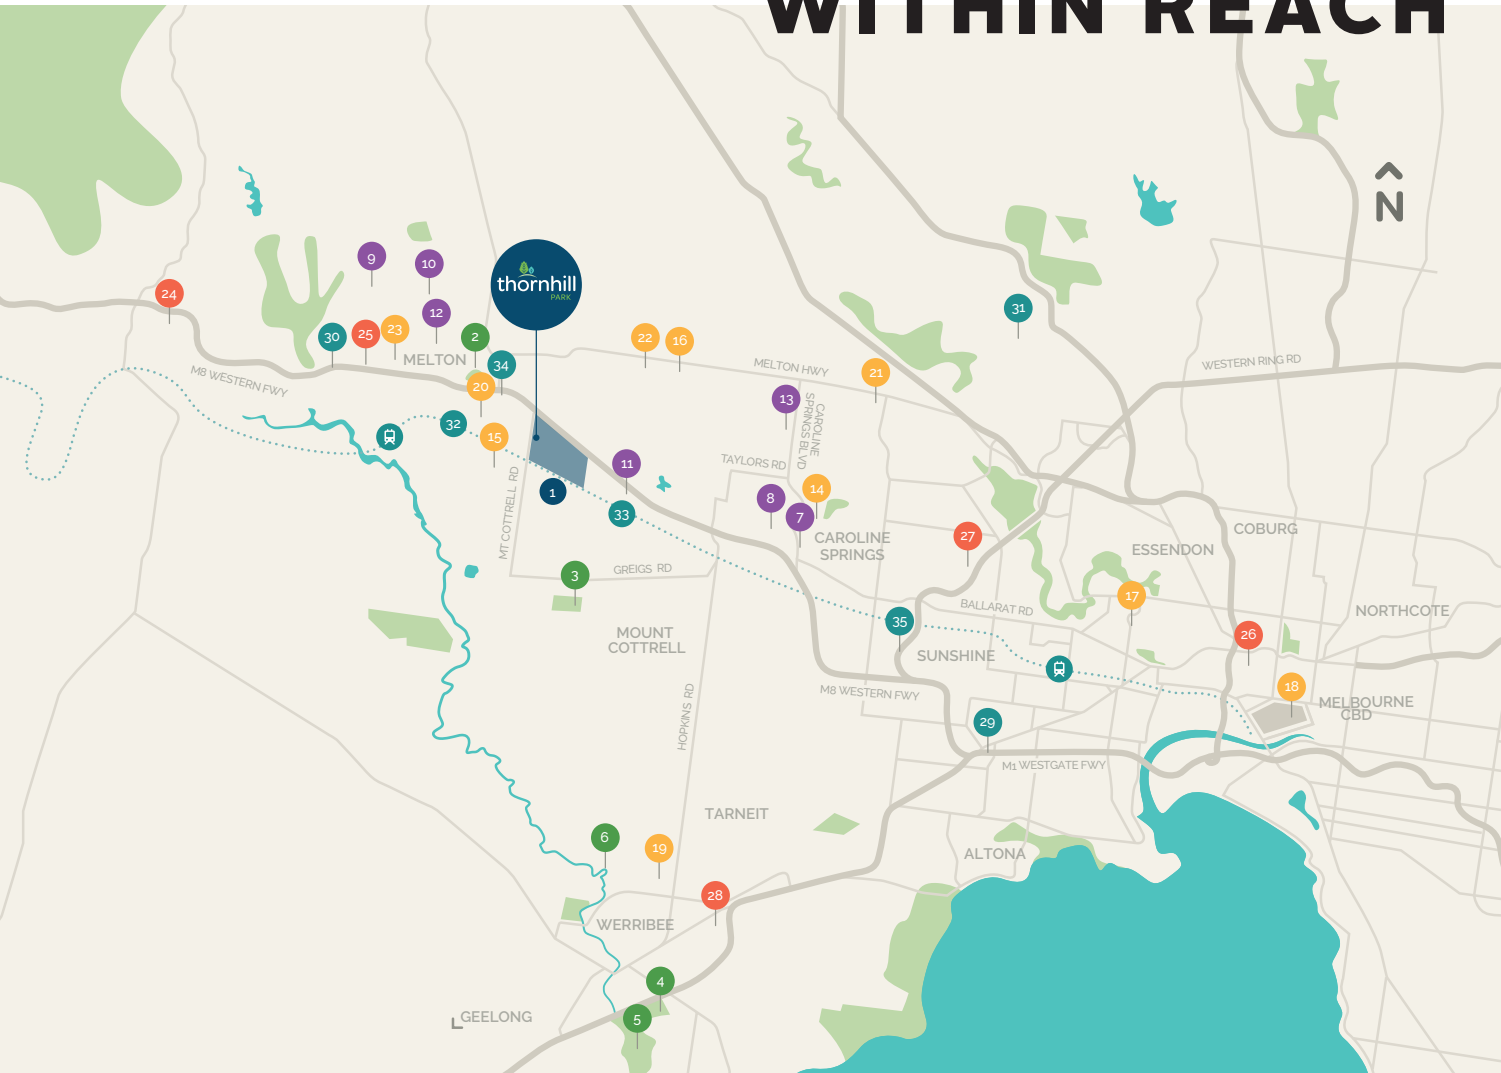 WITHIN REACH
N
thornhill
PARK
9
10
24
12
31
30
25
23
2
22
16
34
MELTON
MELTON HWY
WESTERN RING RD
M8 WESTERN FWY
20
21
13
CAROLINE
SPRINGS BLVD
32
15
11
TAYLORS RD
1
8
14
7
33
MT COTTRELL RD
CAROLINE
SPRINGS
27
COBURG
ESSENDON
3
GREIGS RD
17
BALLARAT RD
NORTHCOTE
35
26
MOUNT
COTTRELL
SUNSHINE
18
M8 WESTERN FWY
MELBOURNE
CBD
HOPKINS RD
29
M1 WESTGATE FWY
TARNEIT
6
19
ALTONA
28
WERRIBEE
4
5
GEELONG